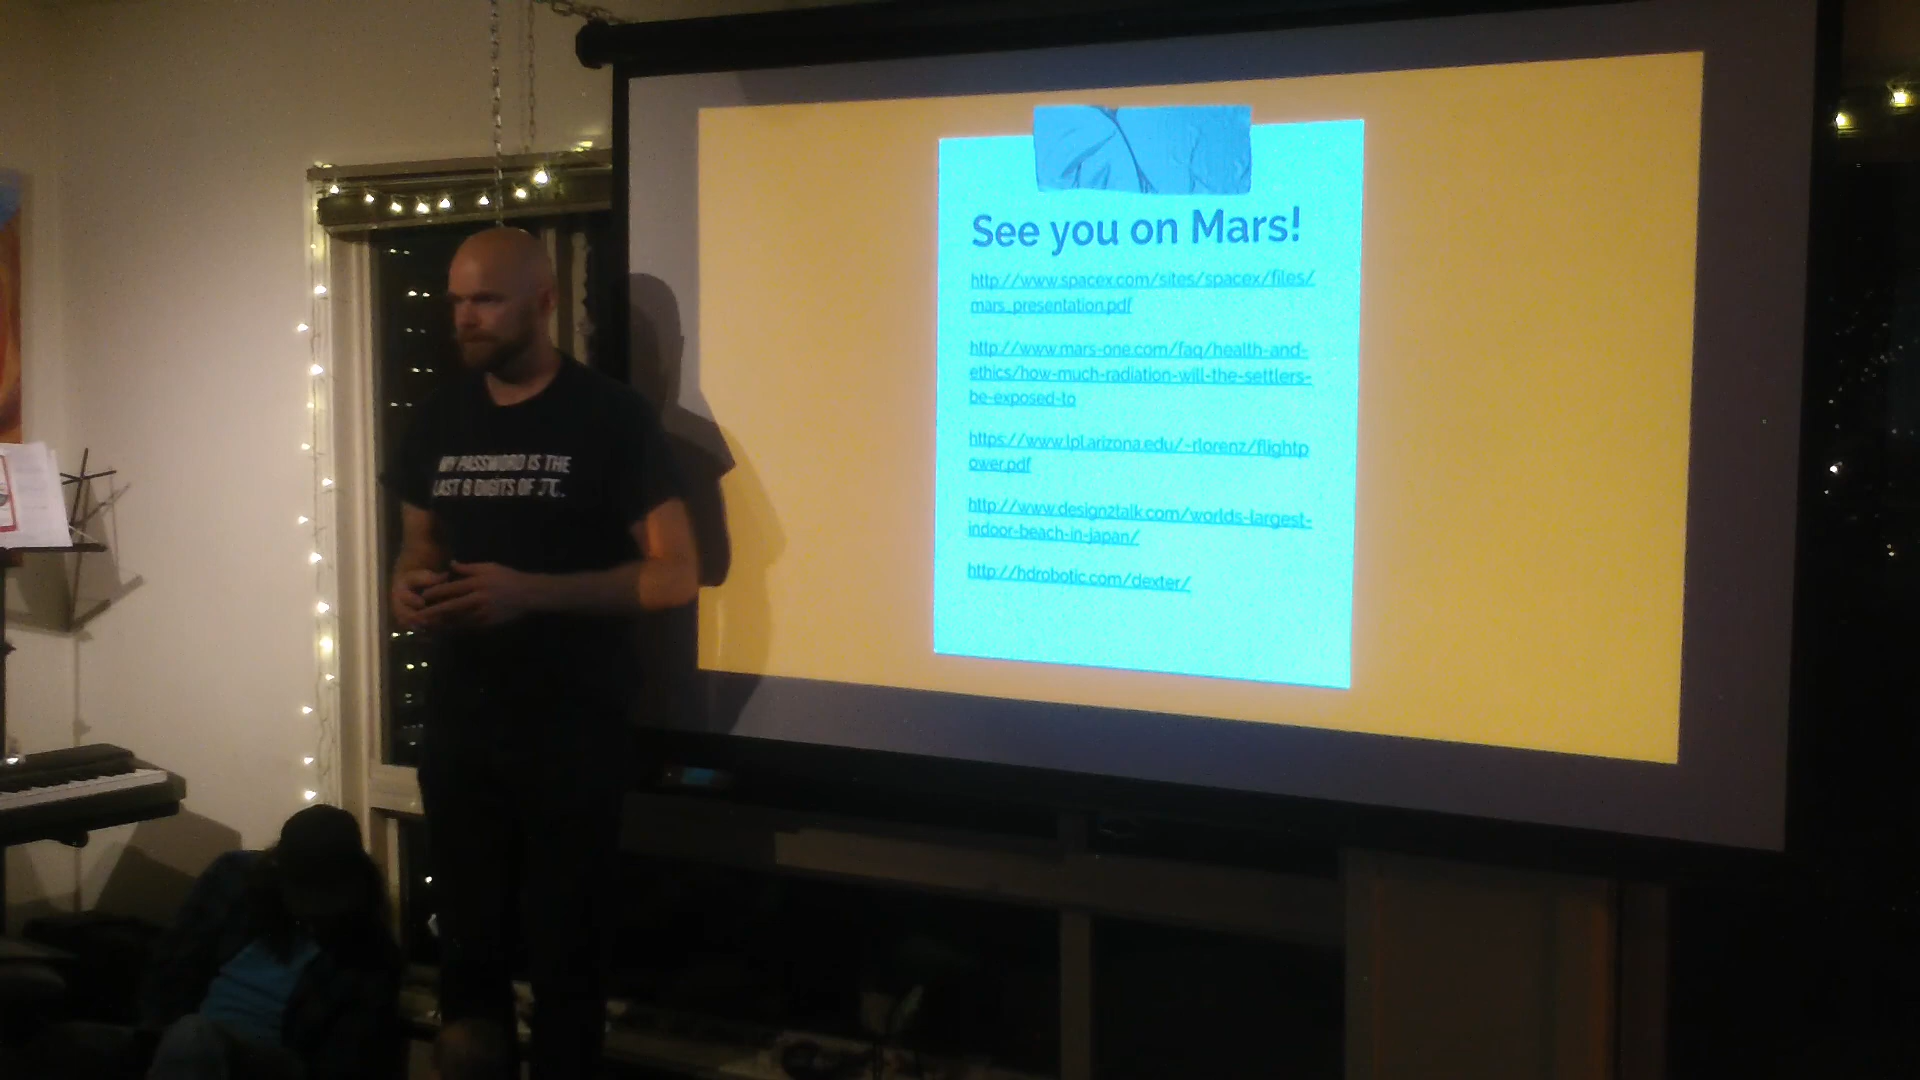 MY PASSWORD IS THE
LAST 8 DIGITS OF π.
See you on Mars!
http://www.spacex.com/sites/spacex/files/
mars_presentation.pdf
http://www.mars-one.com/faq/health-and-
ethics/how-much-radiation-will-the-settlers-
be-exposed-to
https://www.lpl.arizona.edu/~rlorenz/flightp
ower.pdf
http://www.design2talk.com/worlds-largest-
indoor-beach-in-japan/
http://hdrobotic.com/dexter/